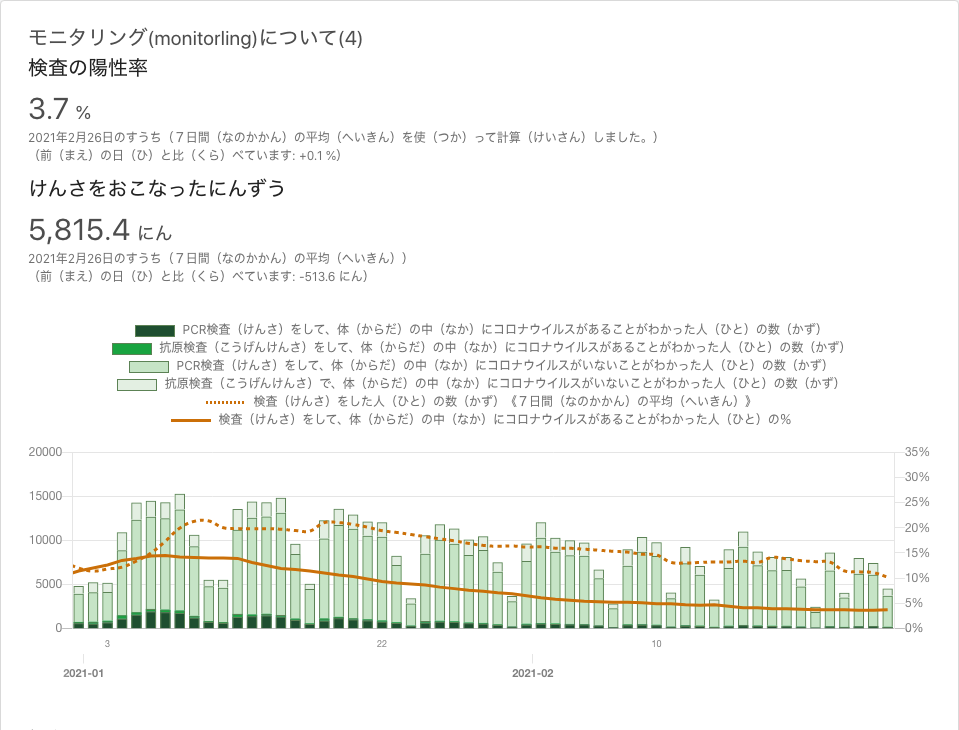 モニタリング(monitorling)について(4)
検査の陽性率
3.7 %
2021年2月26日のすうち（７日間（なのかかん）の平均（へいきん）を使（つか）って計算（けいさん）しました。）
（前（まえ）の日（ひ）と比（くら）べています: +0.1 %）
けんさをおこなったにんずう
5,815.4 にん
2021年2月26日のすうち（７日間（なのかかん）の平均（へいきん））
（前（まえ）の日（ひ）と比（くら）べています: -513.6 にん）
PCR検査（けんさ）をして、体（からだ）の中（なか）にコロナウイルスがあることがわかった人（ひと）の数（かず）
抗原検査（こうげんけんさ）をして、体（からだ）の中（なか）にコロナウイルスがあることがわかった人（ひと）の数（かず）
PCR検査（けんさ）をして、体（からだ）の中（なか）にコロナウイルスがいないことがわかった人（ひと）の数（かず）
抗原検査（こうげんけんさ）で、体（からだ）の中（なか）にコロナウイルスがいないことがわかった人（ひと）の数（かず）
検査（けんさ）をした人（ひと）の数（かず）《７日間（なのかかん）の平均（へいきん）》
検査（けんさ）をして、体（からだ）の中（なか）にコロナウイルスがあることがわかった人（ひと）の%
20000 35%
30%
15000 25%
20%
10000 15%
5000 10%
5%
0 0%
3 22 10
2021-01 2021-02